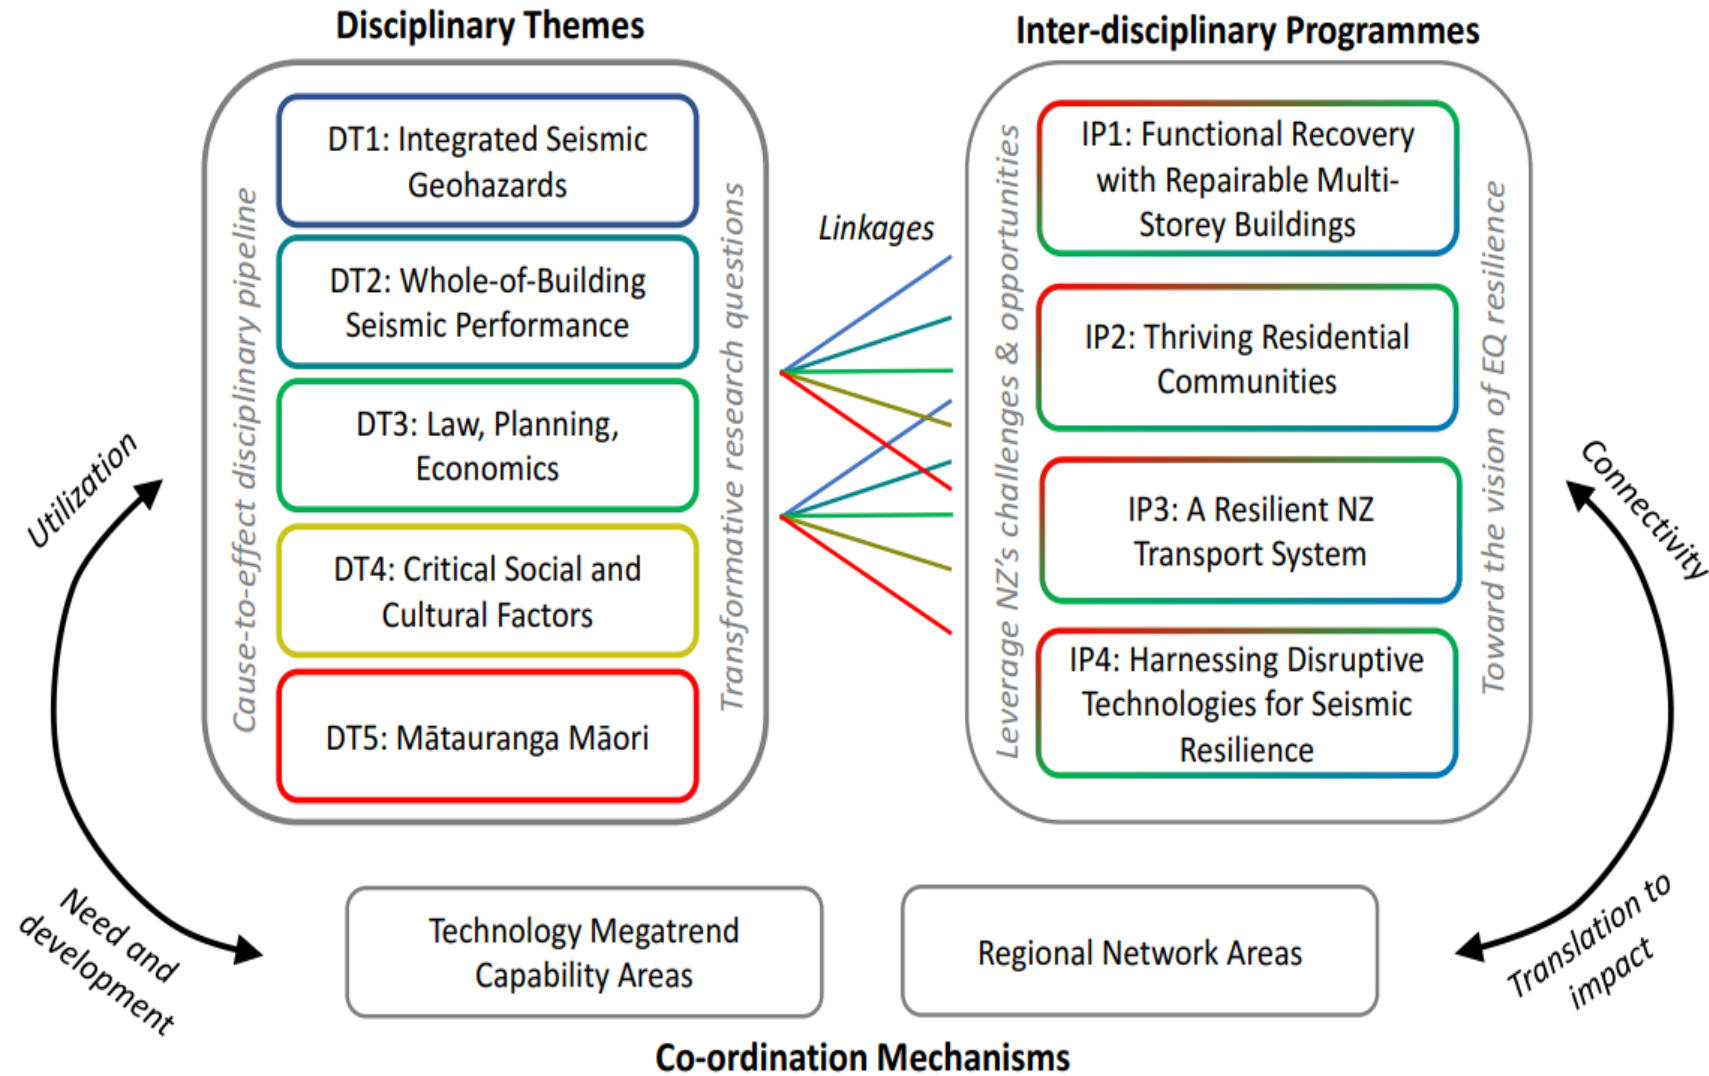 Disciplinary Themes
Cause-to-effect disciplinary pipeline
DT1: Integrated Seismic
Geohazards
DT2: Whole-of-Building
Seismic Performance
DT3: Law, Planning,
Economics
DT4: Critical Social and
Cultural Factors
DT5: Mātauranga Māori
Transformative research questions
Linkages
Inter-disciplinary Programmes
Leverage NZ's challenges & opportunities
IP1: Functional Recovery
with Repairable Multi-
Storey Buildings
IP2: Thriving Residential
Communities
IP3: A Resilient NZ
Transport System
IP4: Harnessing Disruptive
Technologies for Seismic
Resilience
Toward the vision of EQ resilience
Utilization
Need and
development
Connectivity
Translation to
impact
Technology Megatrend
Capability Areas
Regional Network Areas
Co-ordination Mechanisms